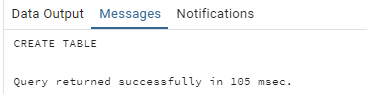 Data Output Messages Notifications
CREATE TABLE
Query returned successfully in 105 msec.